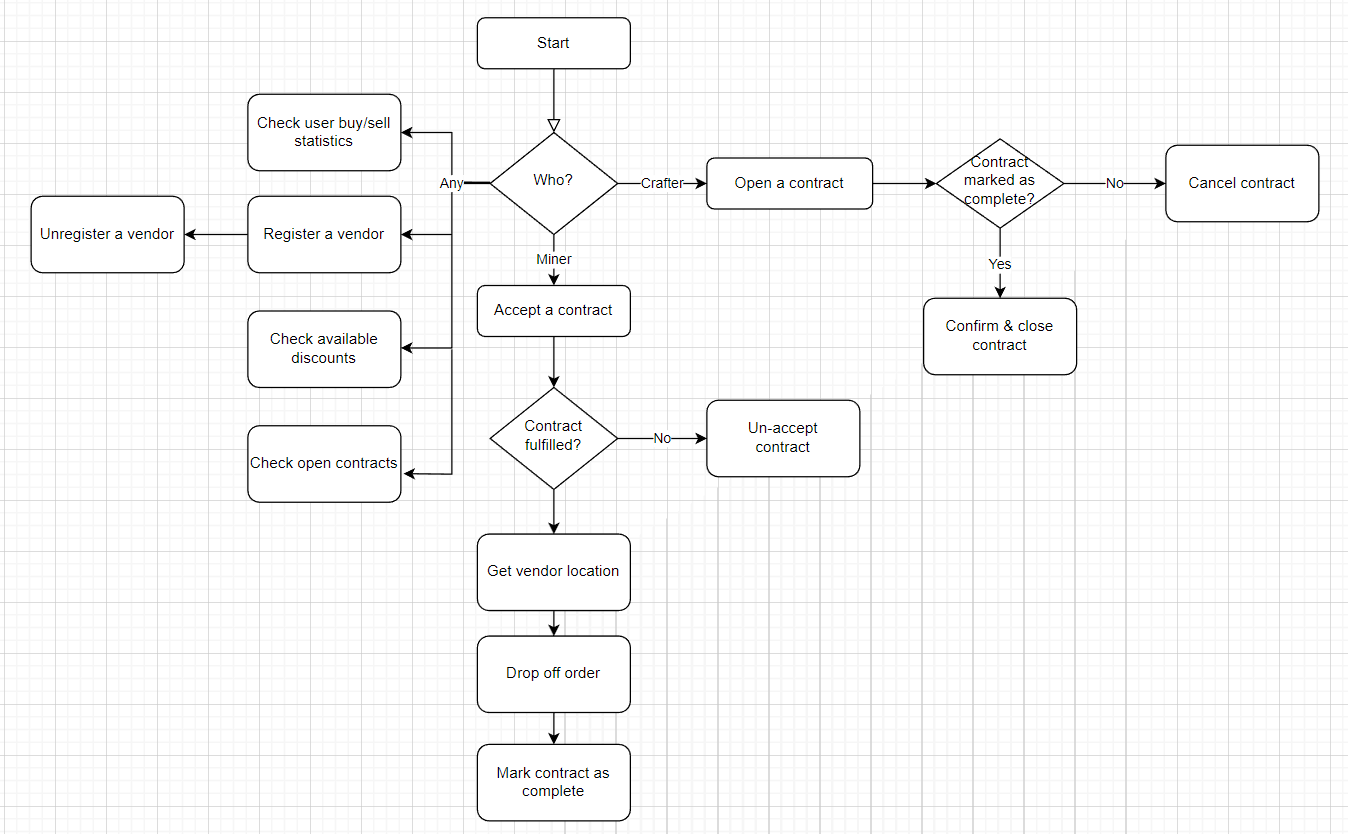 Start
Check user buy/sell
statistics
Any
Who?
Crafter
Open a contract
Contract
marked as
complete?
No
Cancel contract
Unregister a vendor
Register a vendor
Miner
Yes
Accept a contract
Confirm & close
contract
Check available
discounts
Contract
fulfilled?
No
Un-accept
contract
Check open contracts
Get vendor location
Drop off order
Mark contract as
complete